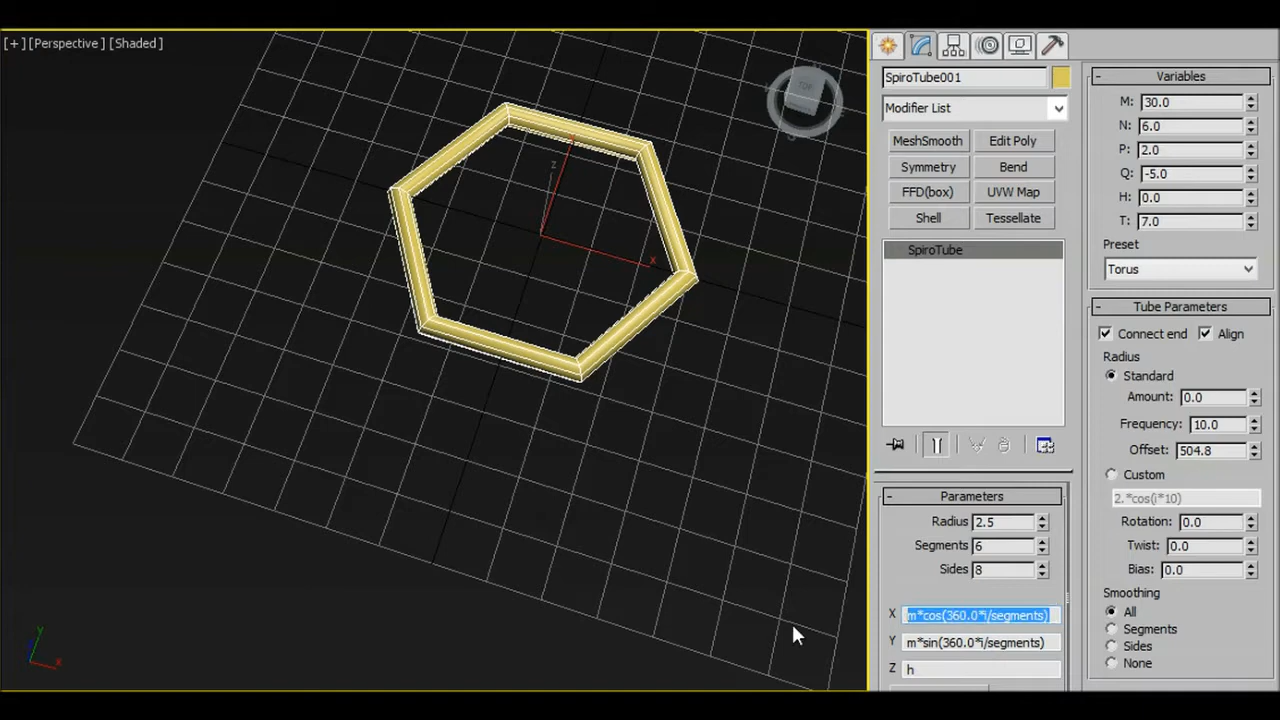 [+] [Perspective] [Shaded]
TOP
z
x
y
x
SpiroTube001
Modifier List
MeshSmooth Edit Poly
Symmetry Bend
FFD(box) UVW Map
Shell Tessellate
SpiroTube
- Parameters
Radius 2.5
Segments 6
Sides 8
X m*cos(360.0*i/segments)
Y m*sin(360.0*i/segments)
Z h
- Variables
M: 30.0
N: 6.0
P: 2.0
Q: -5.0
H: 0.0
T: 7.0
Preset
Torus
- Tube Parameters
Connect end Align
Radius
Standard
Amount: 0.0
Frequency: 10.0
Offset: 504.8
Custom
2.*cos(i*10)
Rotation: 0.0
Twist: 0.0
Bias: 0.0
Smoothing
All
Segments
Sides
None